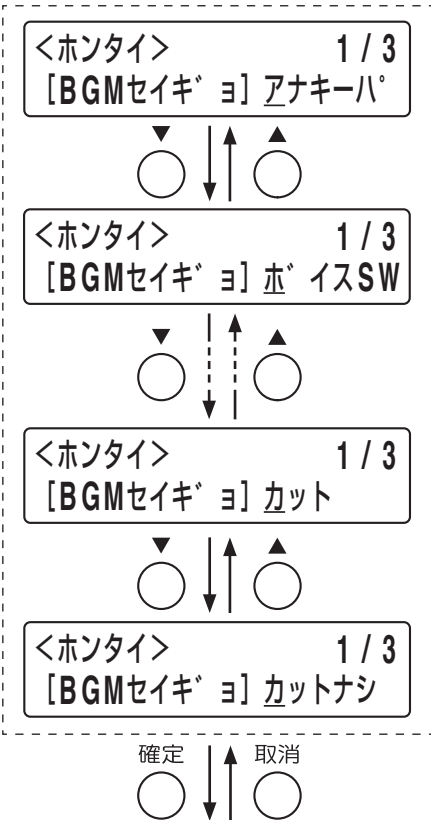 <ホンタイ> 1 / 3
[BGMセイギョ] アナキーパ
▼ ▲
<ホンタイ> 1 / 3
[BGMセイギョ] ボイスSW
▼ ▲
<ホンタイ> 1 / 3
[BGMセイギョ] カット
▼ ▲
<ホンタイ> 1 / 3
[BGMセイギョ] カットナシ
確定 取消